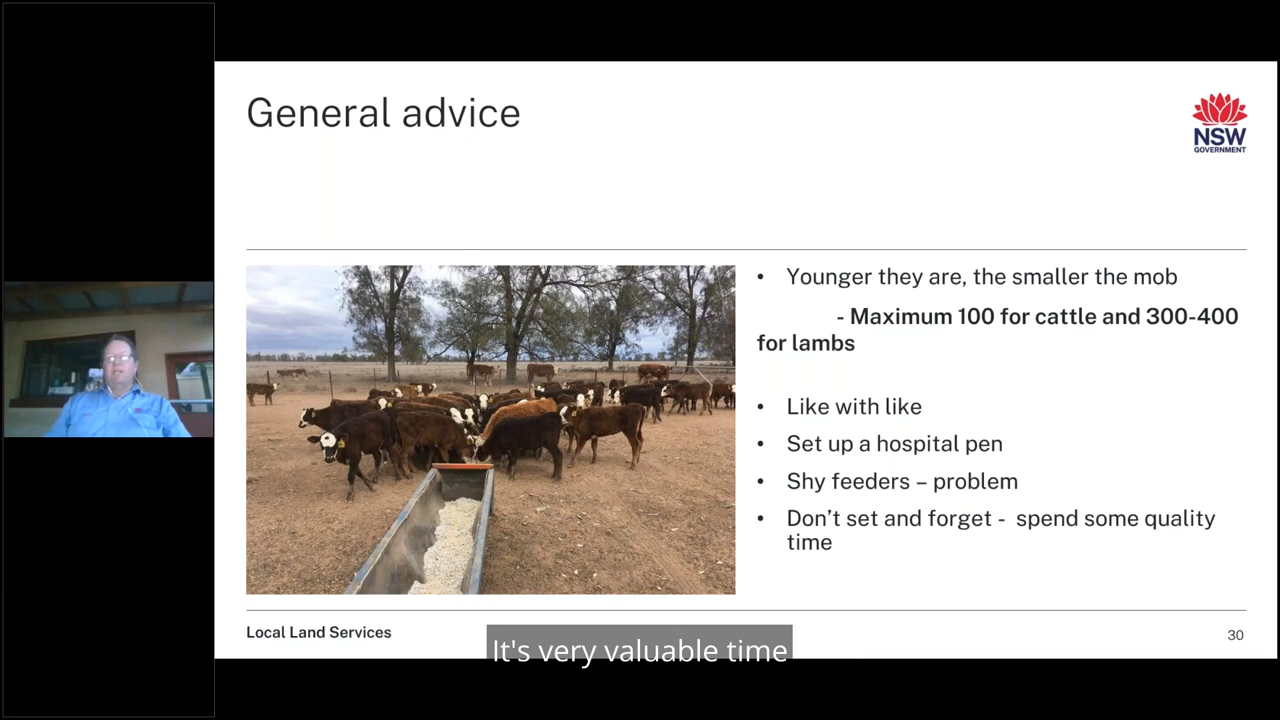 General advice
NSW
GOVERNMENT
• Younger they are, the smaller the mob
- Maximum 100 for cattle and 300-400
for lambs
• Like with like
• Set up a hospital pen
• Shy feeders – problem
• Don’t set and forget - spend some quality
time
Local Land Services
30
It's very valuable time